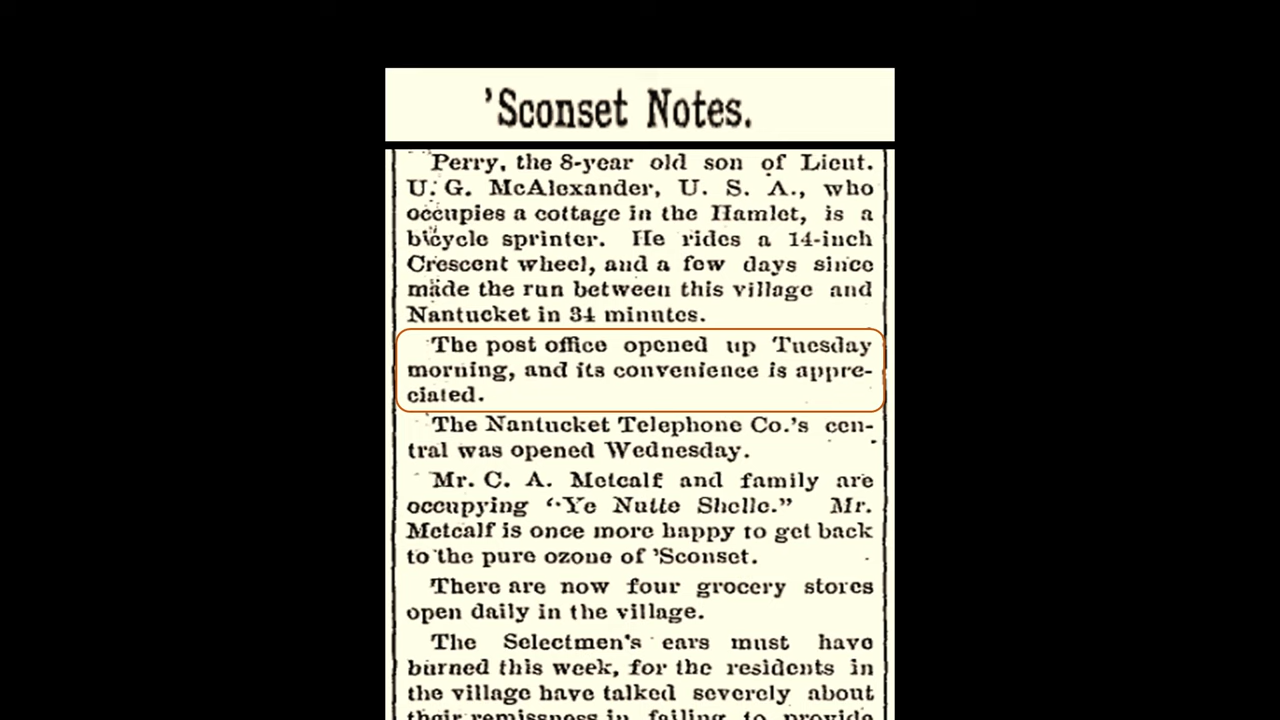 'Sconset Notes.
Perry, the 8-year old son of Lieut.
U. G. McAlexander, U. S. A., who
occupies a cottage in the Hamlet, is a
bicycle sprinter. He rides a 14-inch
Crescent wheel, and a few days since
made the run between this village and
Nantucket in 34 minutes.
The post office opened up Tuesday
morning, and its convenience is appre-
ciated.
The Nantucket Telephone Co.'s cen-
tral was opened Wednesday.
Mr. C. A. Metcalf and family are
occupying "Ye Nutte Shelle." Mr.
Metcalf is once more happy to get back
to the pure ozone of 'Sconset.
There are now four grocery stores
open daily in the village.
The Selectmen's ears must have
burned this week, for the residents in
the village have talked severely about
their remissness in failing to provide